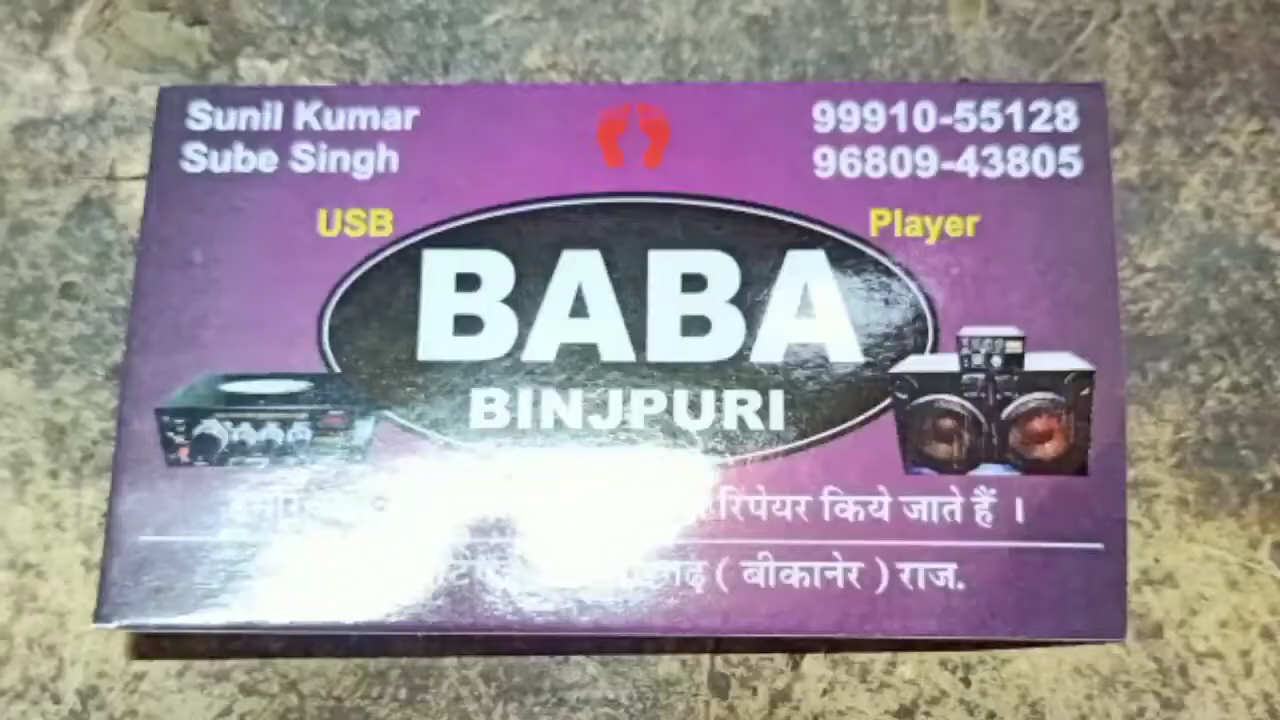 Sunil Kumar 99910-55128
Sube Singh 96809-43805
USB Player
BABA
BINJPURI
रिपेयर किये जाते हैं ।
( बीकानेर ) राज.